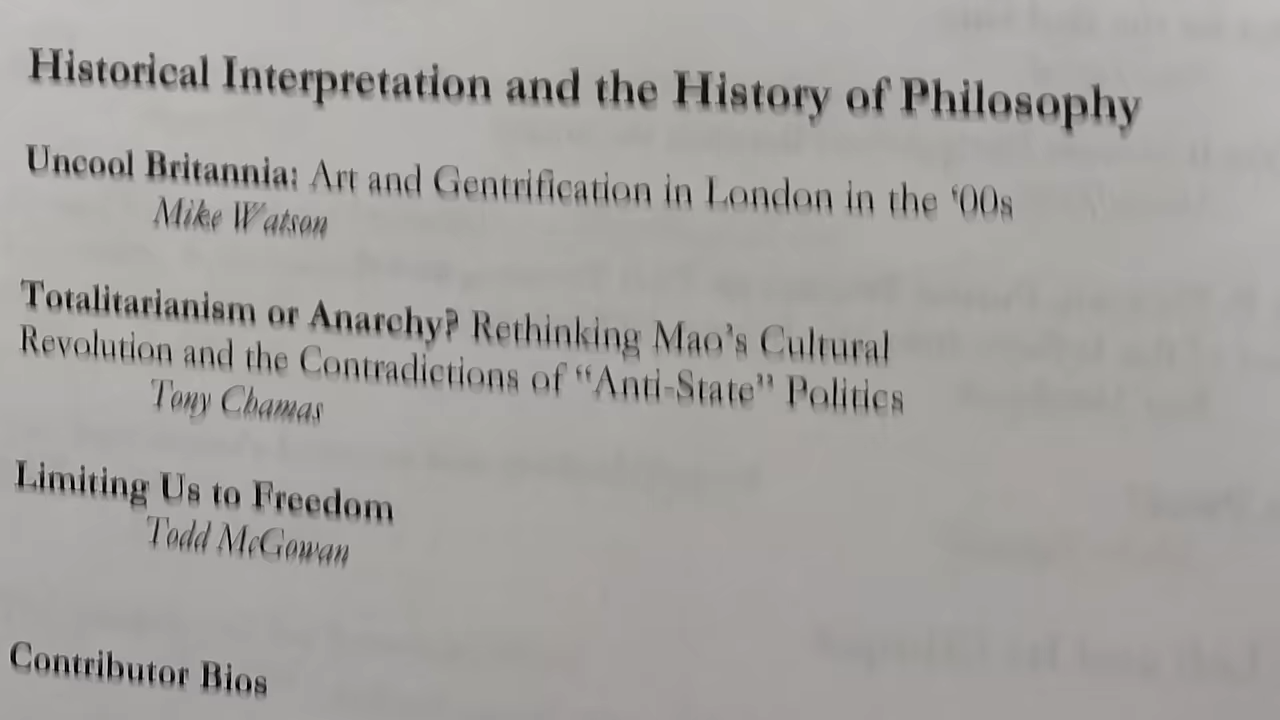 Historical Interpretation and the History of Philosophy
Uncool Britannia: Art and Gentrification in London in the ‘00s
Mike Watson
Totalitarianism or Anarchy? Rethinking Mao’s Cultural
Revolution and the Contradictions of “Anti-State” Politics
Tony Chamas
Limiting Us to Freedom
Todd McGowan
Contributor Bios